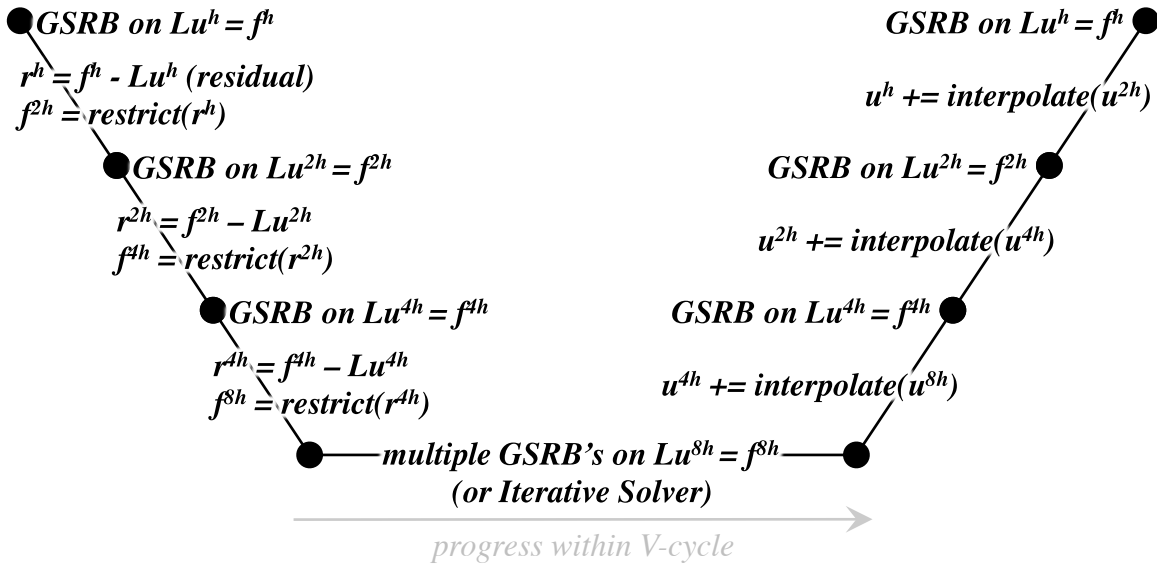 GSRB on Lu^h = f^h
GSRB on Lu^h = f^h
r^h = f^h - Lu^h (residual)
f^2h = restrict(r^h)
u^h += interpolate(u^2h)
GSRB on Lu^2h = f^2h
GSRB on Lu^2h = f^2h
r^2h = f^2h – Lu^2h
f^4h = restrict(r^2h)
u^2h += interpolate(u^4h)
GSRB on Lu^4h = f^4h
GSRB on Lu^4h = f^4h
r^4h = f^4h – Lu^4h
f^8h = restrict(r^4h)
u^4h += interpolate(u^8h)
multiple GSRB's on Lu^8h = f^8h
(or Iterative Solver)
progress within V-cycle